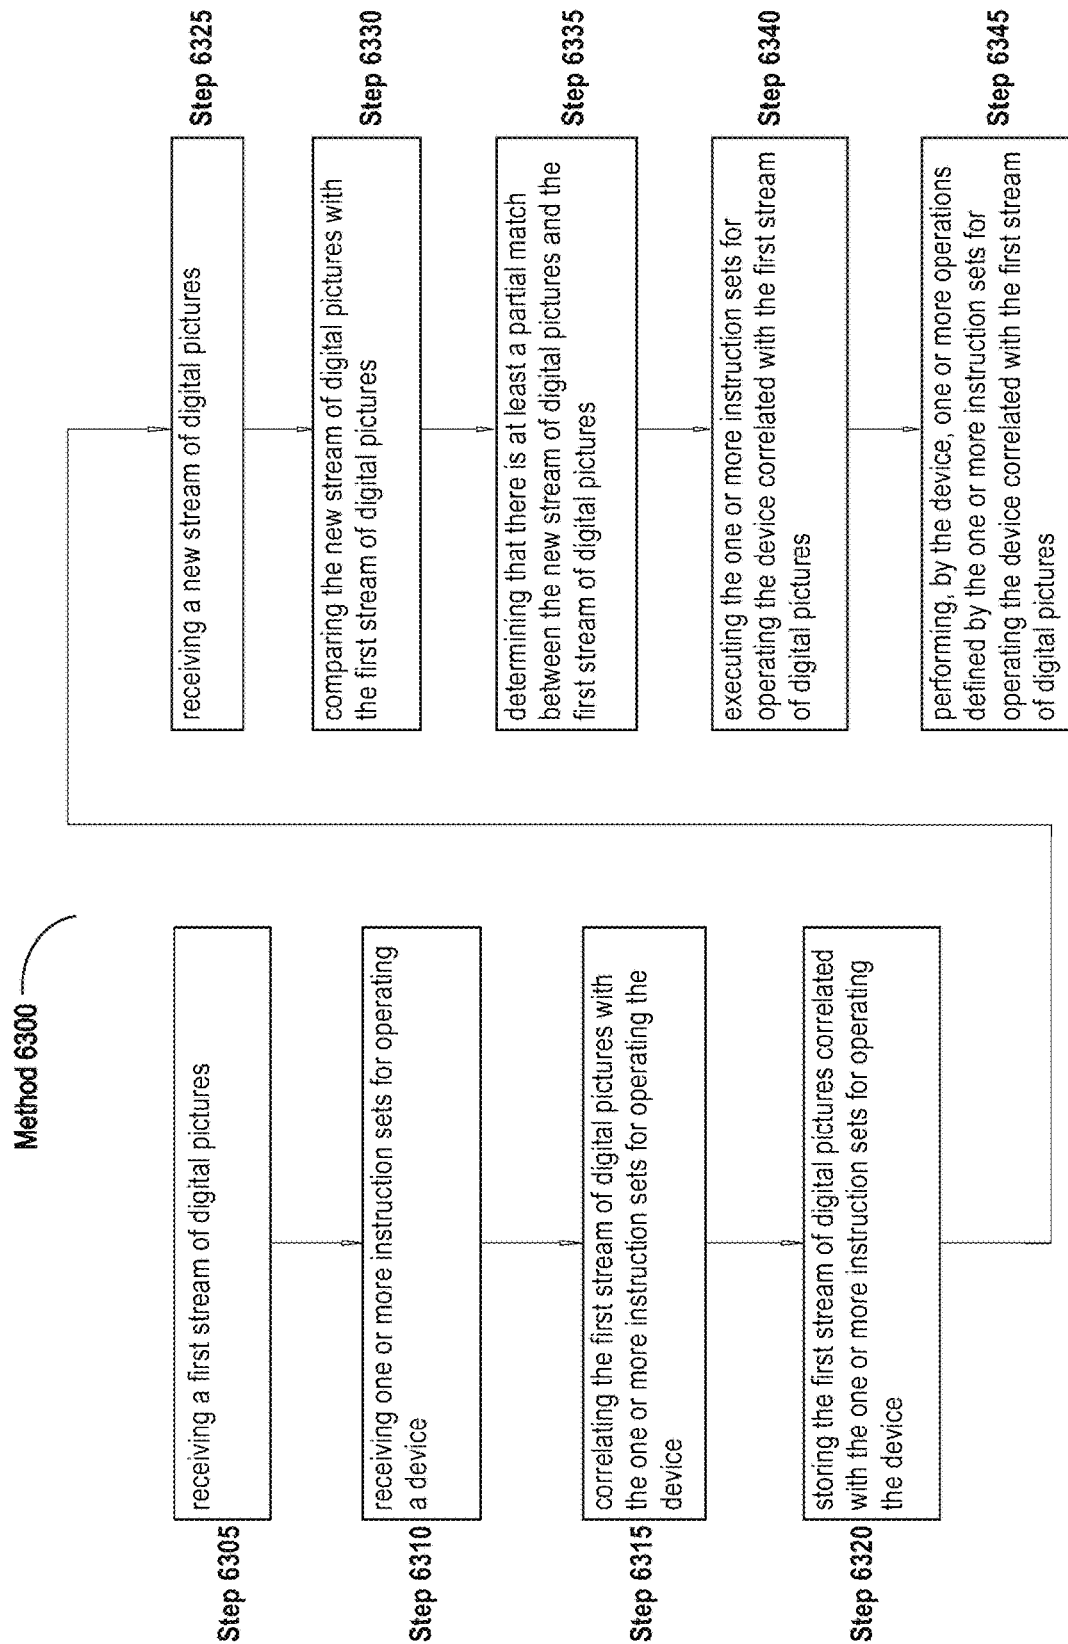 Method 6300
Step 6305
receiving a first stream of digital pictures
Step 6310
receiving one or more instruction sets for operating
a device
Step 6315
correlating the first stream of digital pictures with
the one or more instruction sets for operating the
device
Step 6320
storing the first stream of digital pictures correlated
with the one or more instruction sets for operating
the device
receiving a new stream of digital pictures
Step 6325
comparing the new stream of digital pictures with
the first stream of digital pictures
Step 6330
determining that there is at least a partial match
between the new stream of digital pictures and the
first stream of digital pictures
Step 6335
executing the one or more instruction sets for
operating the device correlated with the first stream
of digital pictures
Step 6340
performing, by the device, one or more operations
defined by the one or more instruction sets for
operating the device correlated with the first stream
of digital pictures
Step 6345